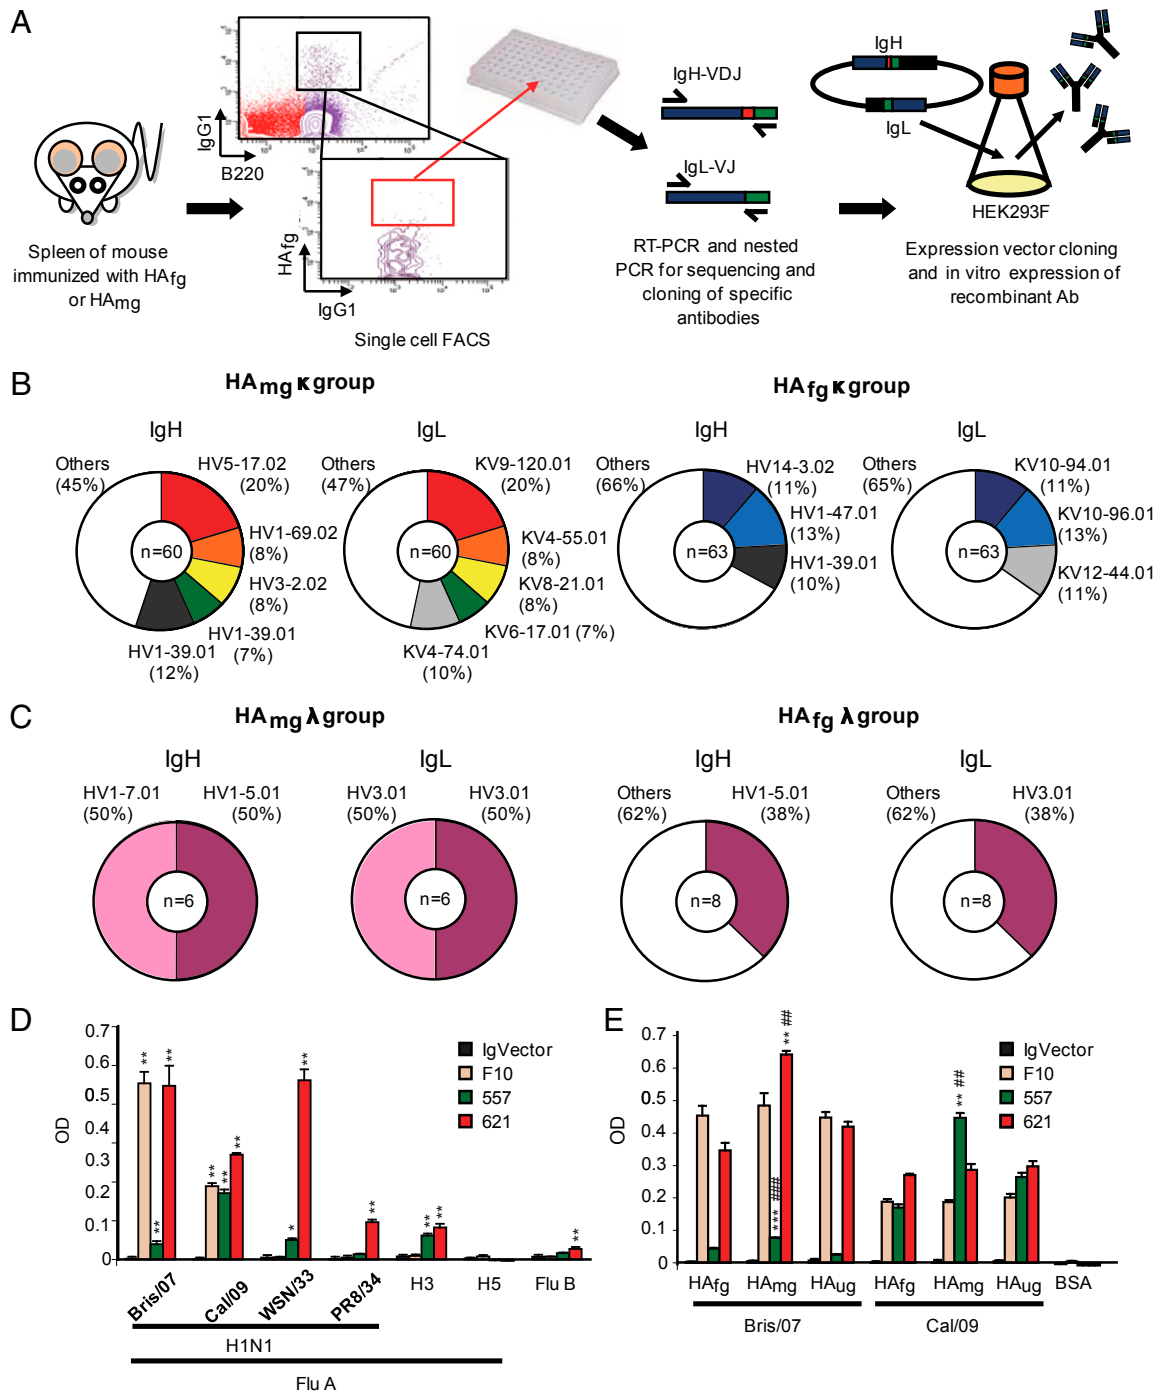 A
IgG1
B220
HAfg
IgG1
Spleen of mouse
immunized with HAfg
or HAmg
Single cell FACS
IgH-VDJ
IgL-VJ
RT-PCR and nested
PCR for sequencing and
cloning of specific
antibodies
IgH
IgL
HEK293F
Expression vector cloning
and in vitro expression of
recombinant Ab
B
HAmg κ group
HAfg κ group
IgH
IgL
IgH
IgL
Others
(45%)
HV5-17.02
(20%)
HV1-69.02
(8%)
HV3-2.02
(8%)
HV1-39.01
(7%)
HV1-39.01
(12%)
n=60
Others
(47%)
KV9-120.01
(20%)
KV4-55.01
(8%)
KV8-21.01
(8%)
KV6-17.01 (7%)
KV4-74.01
(10%)
n=60
Others
(66%)
HV14-3.02
(11%)
HV1-47.01
(13%)
HV1-39.01
(10%)
n=63
Others
(65%)
KV10-94.01
(11%)
KV10-96.01
(13%)
KV12-44.01
(11%)
n=63
C
HAmg λ group
HAfg λ group
IgH
IgL
IgH
IgL
HV1-7.01
(50%)
HV1-5.01
(50%)
n=6
HV3.01
(50%)
HV3.01
(50%)
n=6
Others
(62%)
HV1-5.01
(38%)
n=8
Others
(62%)
HV3.01
(38%)
n=8
D
OD
0.7
0.6
0.5
0.4
0.3
0.2
0.1
0
** ** ** ** ** ** * ** ** ** ** **
IgVector
F10
557
621
Bris/07
Cal/09
WSN/33
PR8/34
H3
H5
Flu B
H1N1
Flu A
E
OD
0.7
0.6
0.5
0.4
0.3
0.2
0.1
0
*** ###
** ##
** ##
IgVector
F10
557
621
HAfg
HAmg
HAug
HAfg
HAmg
HAug
BSA
Bris/07
Cal/09